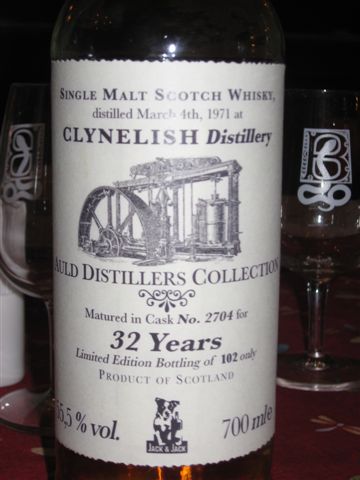 SINGLE MALT SCOTCH WHISKY,
distilled March 4th, 1971 at
CLYNELISH Distillery
AULD DISTILLERS COLLECTION
Matured in Cask No. 2704 for
32 Years
Limited Edition Bottling of 102 only
PRODUCT OF SCOTLAND
55,5 % vol.
700 ml e
JACK & JACK